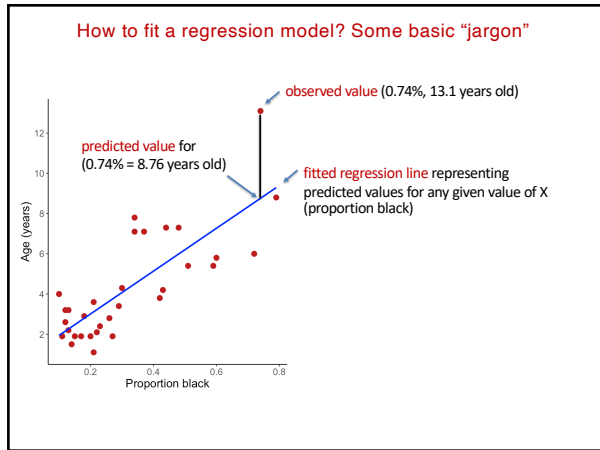 How to fit a regression model? Some basic “jargon”
observed value (0.74%, 13.1 years old)
predicted value for
(0.74% = 8.76 years old)
fitted regression line representing
predicted values for any given value of X
(proportion black)
Age (years)
12
10
8
6
4
2
0.2
0.4
0.6
0.8
Proportion black